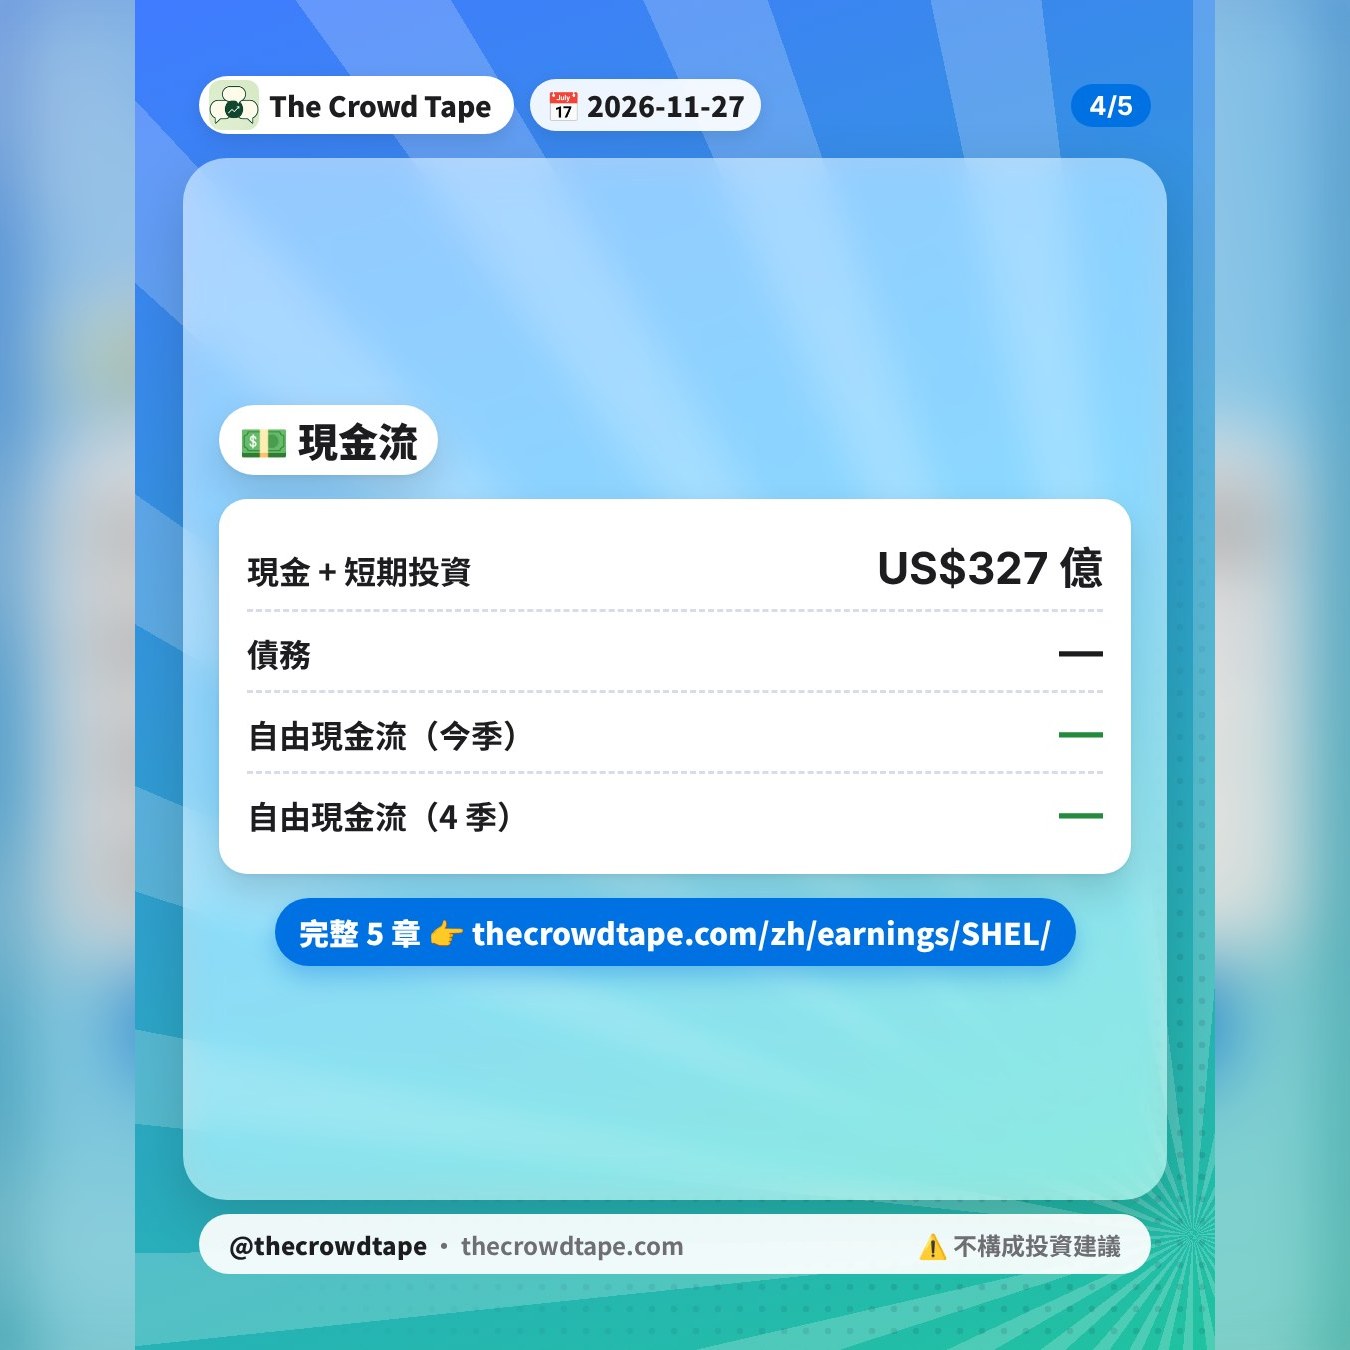 The Crowd Tape
📅 2026-11-27
4/5
💵 現金流
現金 + 短期投資 US$327 億
債務 —
自由現金流（今季） —
自由現金流（4 季） —
完整 5 章 👉 thecrowdtape.com/zh/earnings/SHEL/
@thecrowdtape • thecrowdtape.com
⚠️ 不構成投資建議